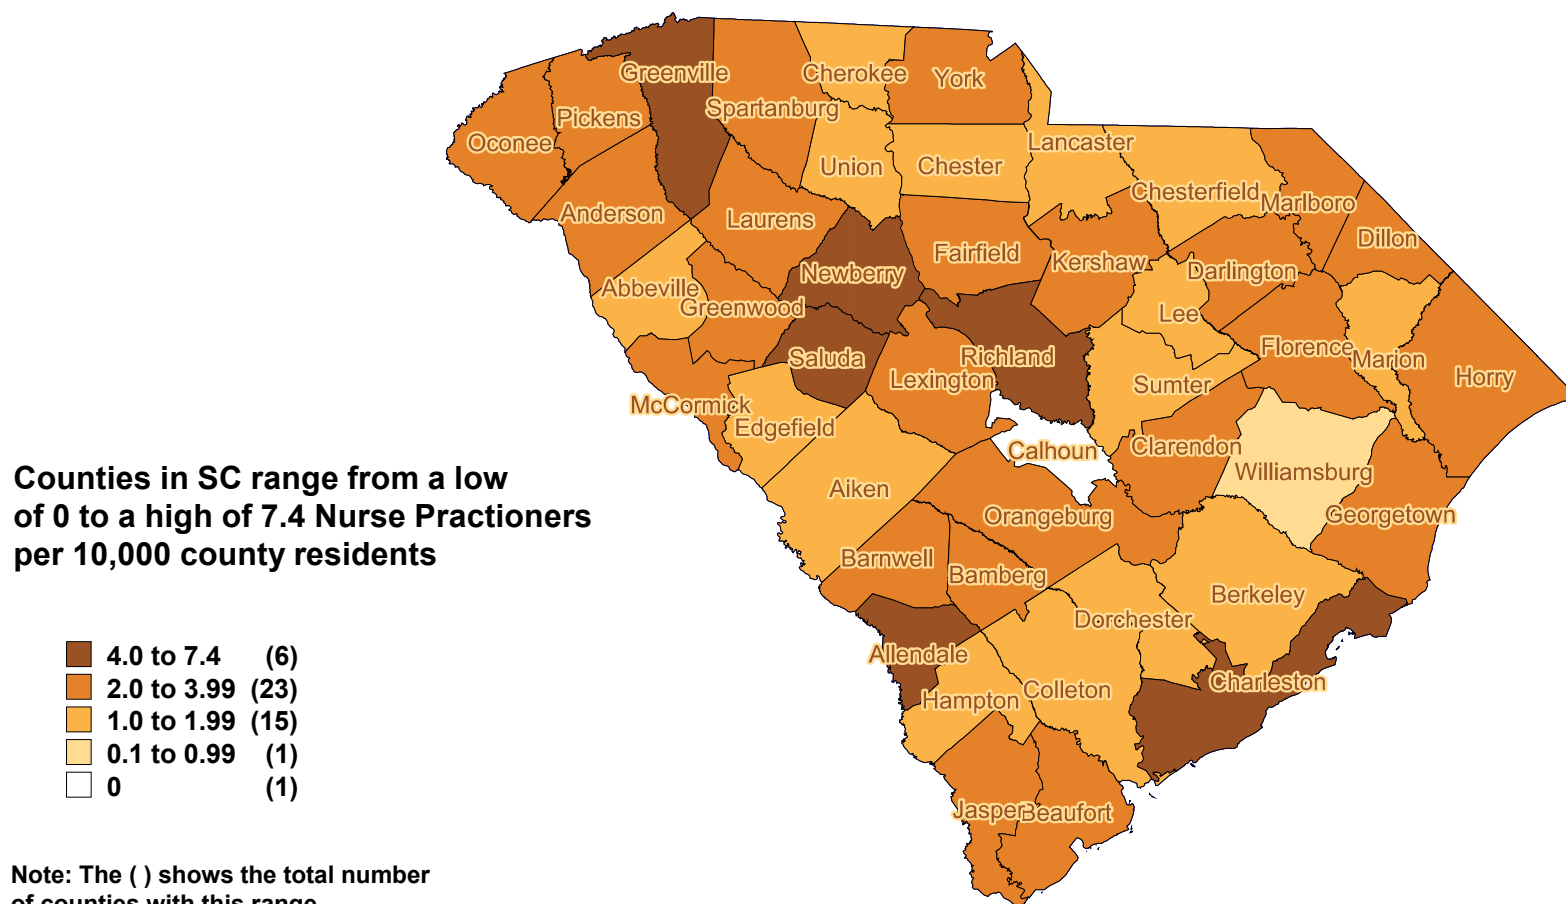 Greenville
Cherokee
York
Spartanburg
Pickens
Oconee
Lancaster
Union
Chester
Chesterfield
Marlboro
Anderson
Laurens
Dillon
Fairfield
Kershaw
Darlington
Newberry
Abbeville
Greenwood
Lee
Florence
Marion
Saluda
Richland
Lexington
Sumter
Horry
McCormick
Edgefield
Calhoun
Clarendon
Williamsburg
Aiken
Orangeburg
Georgetown
Barnwell
Bamberg
Berkeley
Dorchester
Allendale
Hampton
Colleton
Charleston
Jasper
Beaufort
Counties in SC range from a low
of 0 to a high of 7.4 Nurse Practioners
per 10,000 county residents
4.0 to 7.4 (6)
2.0 to 3.99 (23)
1.0 to 1.99 (15)
0.1 to 0.99 (1)
0 (1)
Note: The ( ) shows the total number
of counties with this range